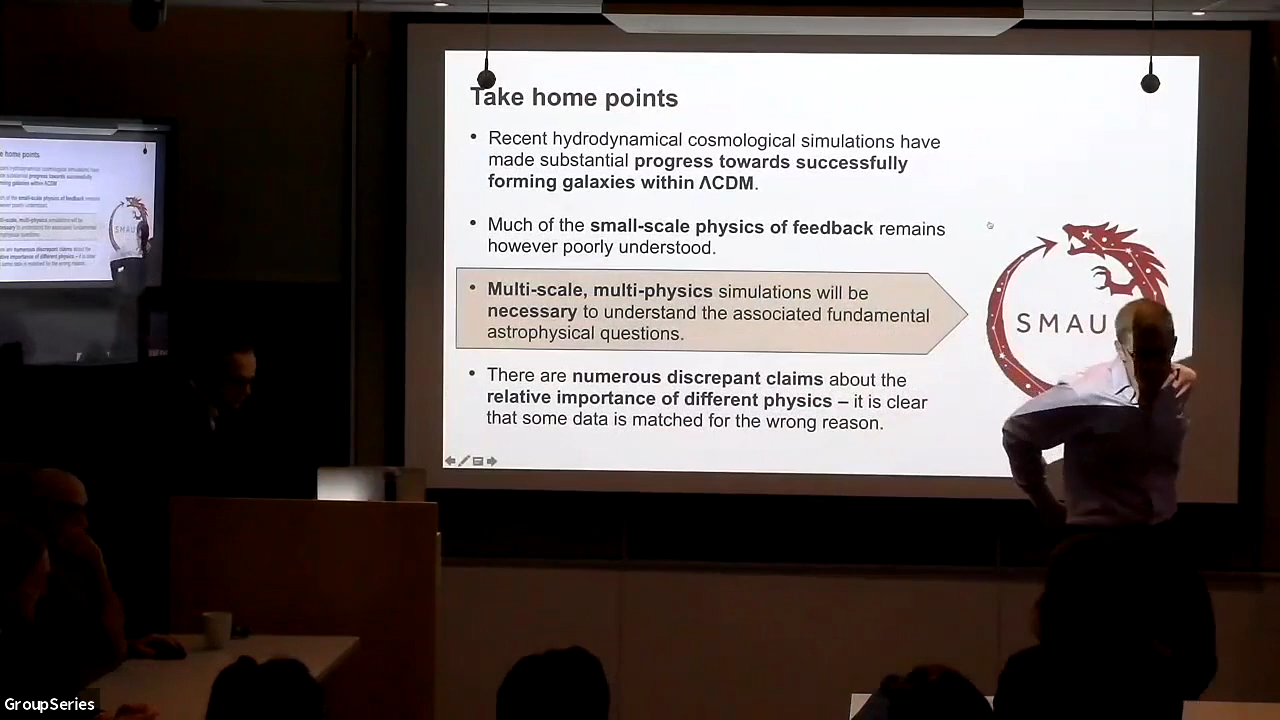 Take home points
• Recent hydrodynamical cosmological simulations have
made substantial progress towards successfully
forming galaxies within ΛCDM.
• Much of the small-scale physics of feedback remains
however poorly understood.
• Multi-scale, multi-physics simulations will be
necessary to understand the associated fundamental
astrophysical questions.
• There are numerous discrepant claims about the
relative importance of different physics – it is clear
that some data is matched for the wrong reason.
SMAU
e home points
GroupSeries